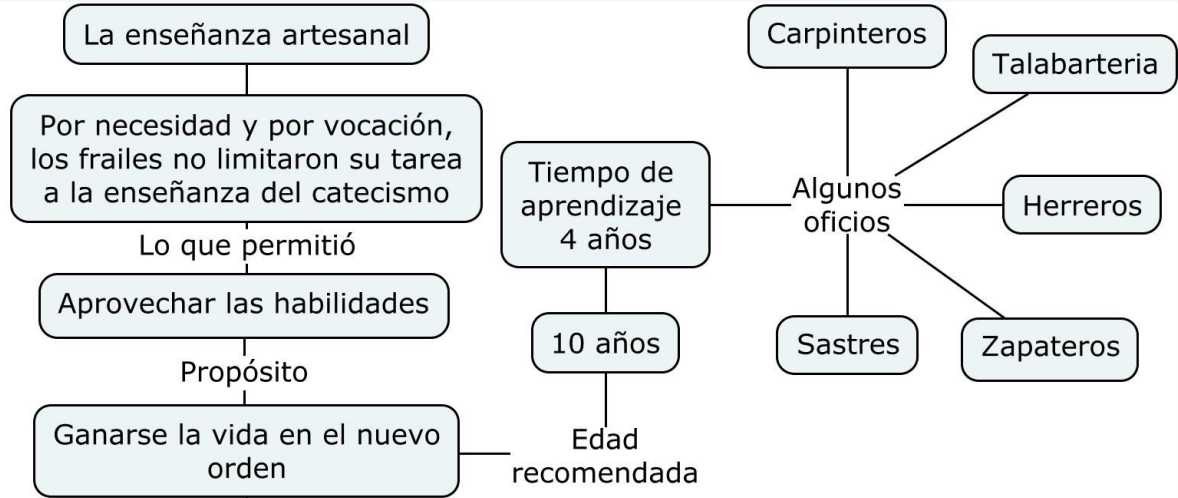 La enseñanza artesanal
Por necesidad y por vocación,
los frailes no limitaron su tarea
a la enseñanza del catecismo
Lo que permitió
Aprovechar las habilidades
Propósito
Ganarse la vida en el nuevo
orden
Edad
recomendada
10 años
Tiempo de
aprendizaje
4 años
Algunos
oficios
Carpinteros
Talabarteria
Herreros
Zapateros
Sastres